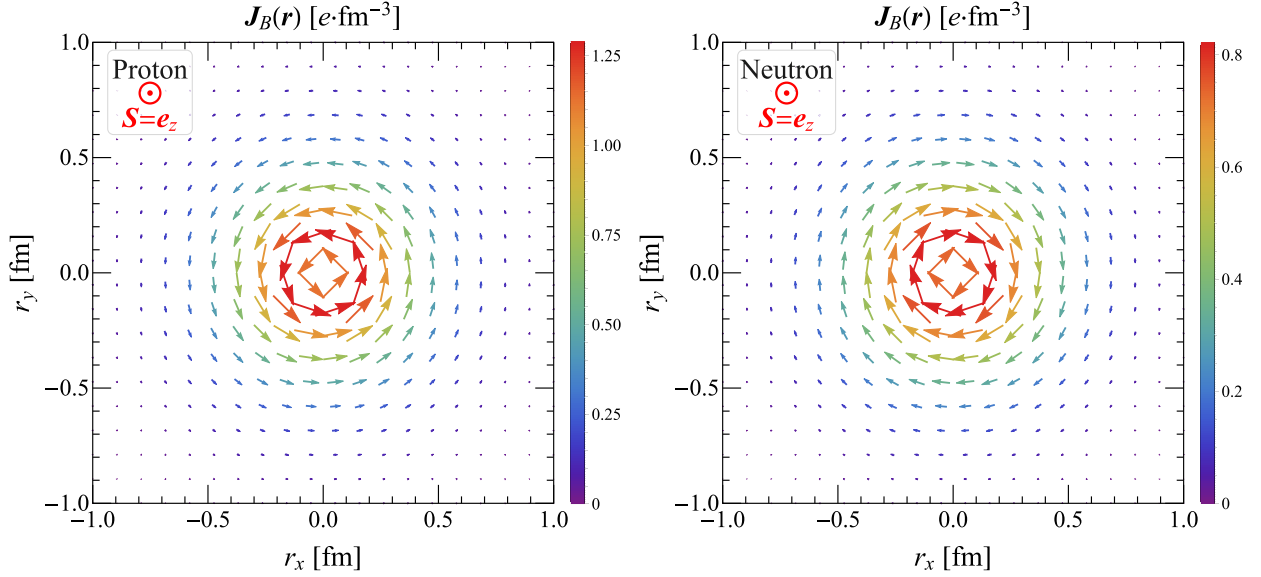 J_B(r) [e·fm⁻³]
Proton
S=e_z
1.0
0.5
0.0
−0.5
−1.0
r_y [fm]
−1.0 −0.5 0.0 0.5 1.0
r_x [fm]
1.25
1.00
0.75
0.50
0.25
0
J_B(r) [e·fm⁻³]
Neutron
S=e_z
1.0
0.5
0.0
−0.5
−1.0
r_y [fm]
−1.0 −0.5 0.0 0.5 1.0
r_x [fm]
0.8
0.6
0.4
0.2
0